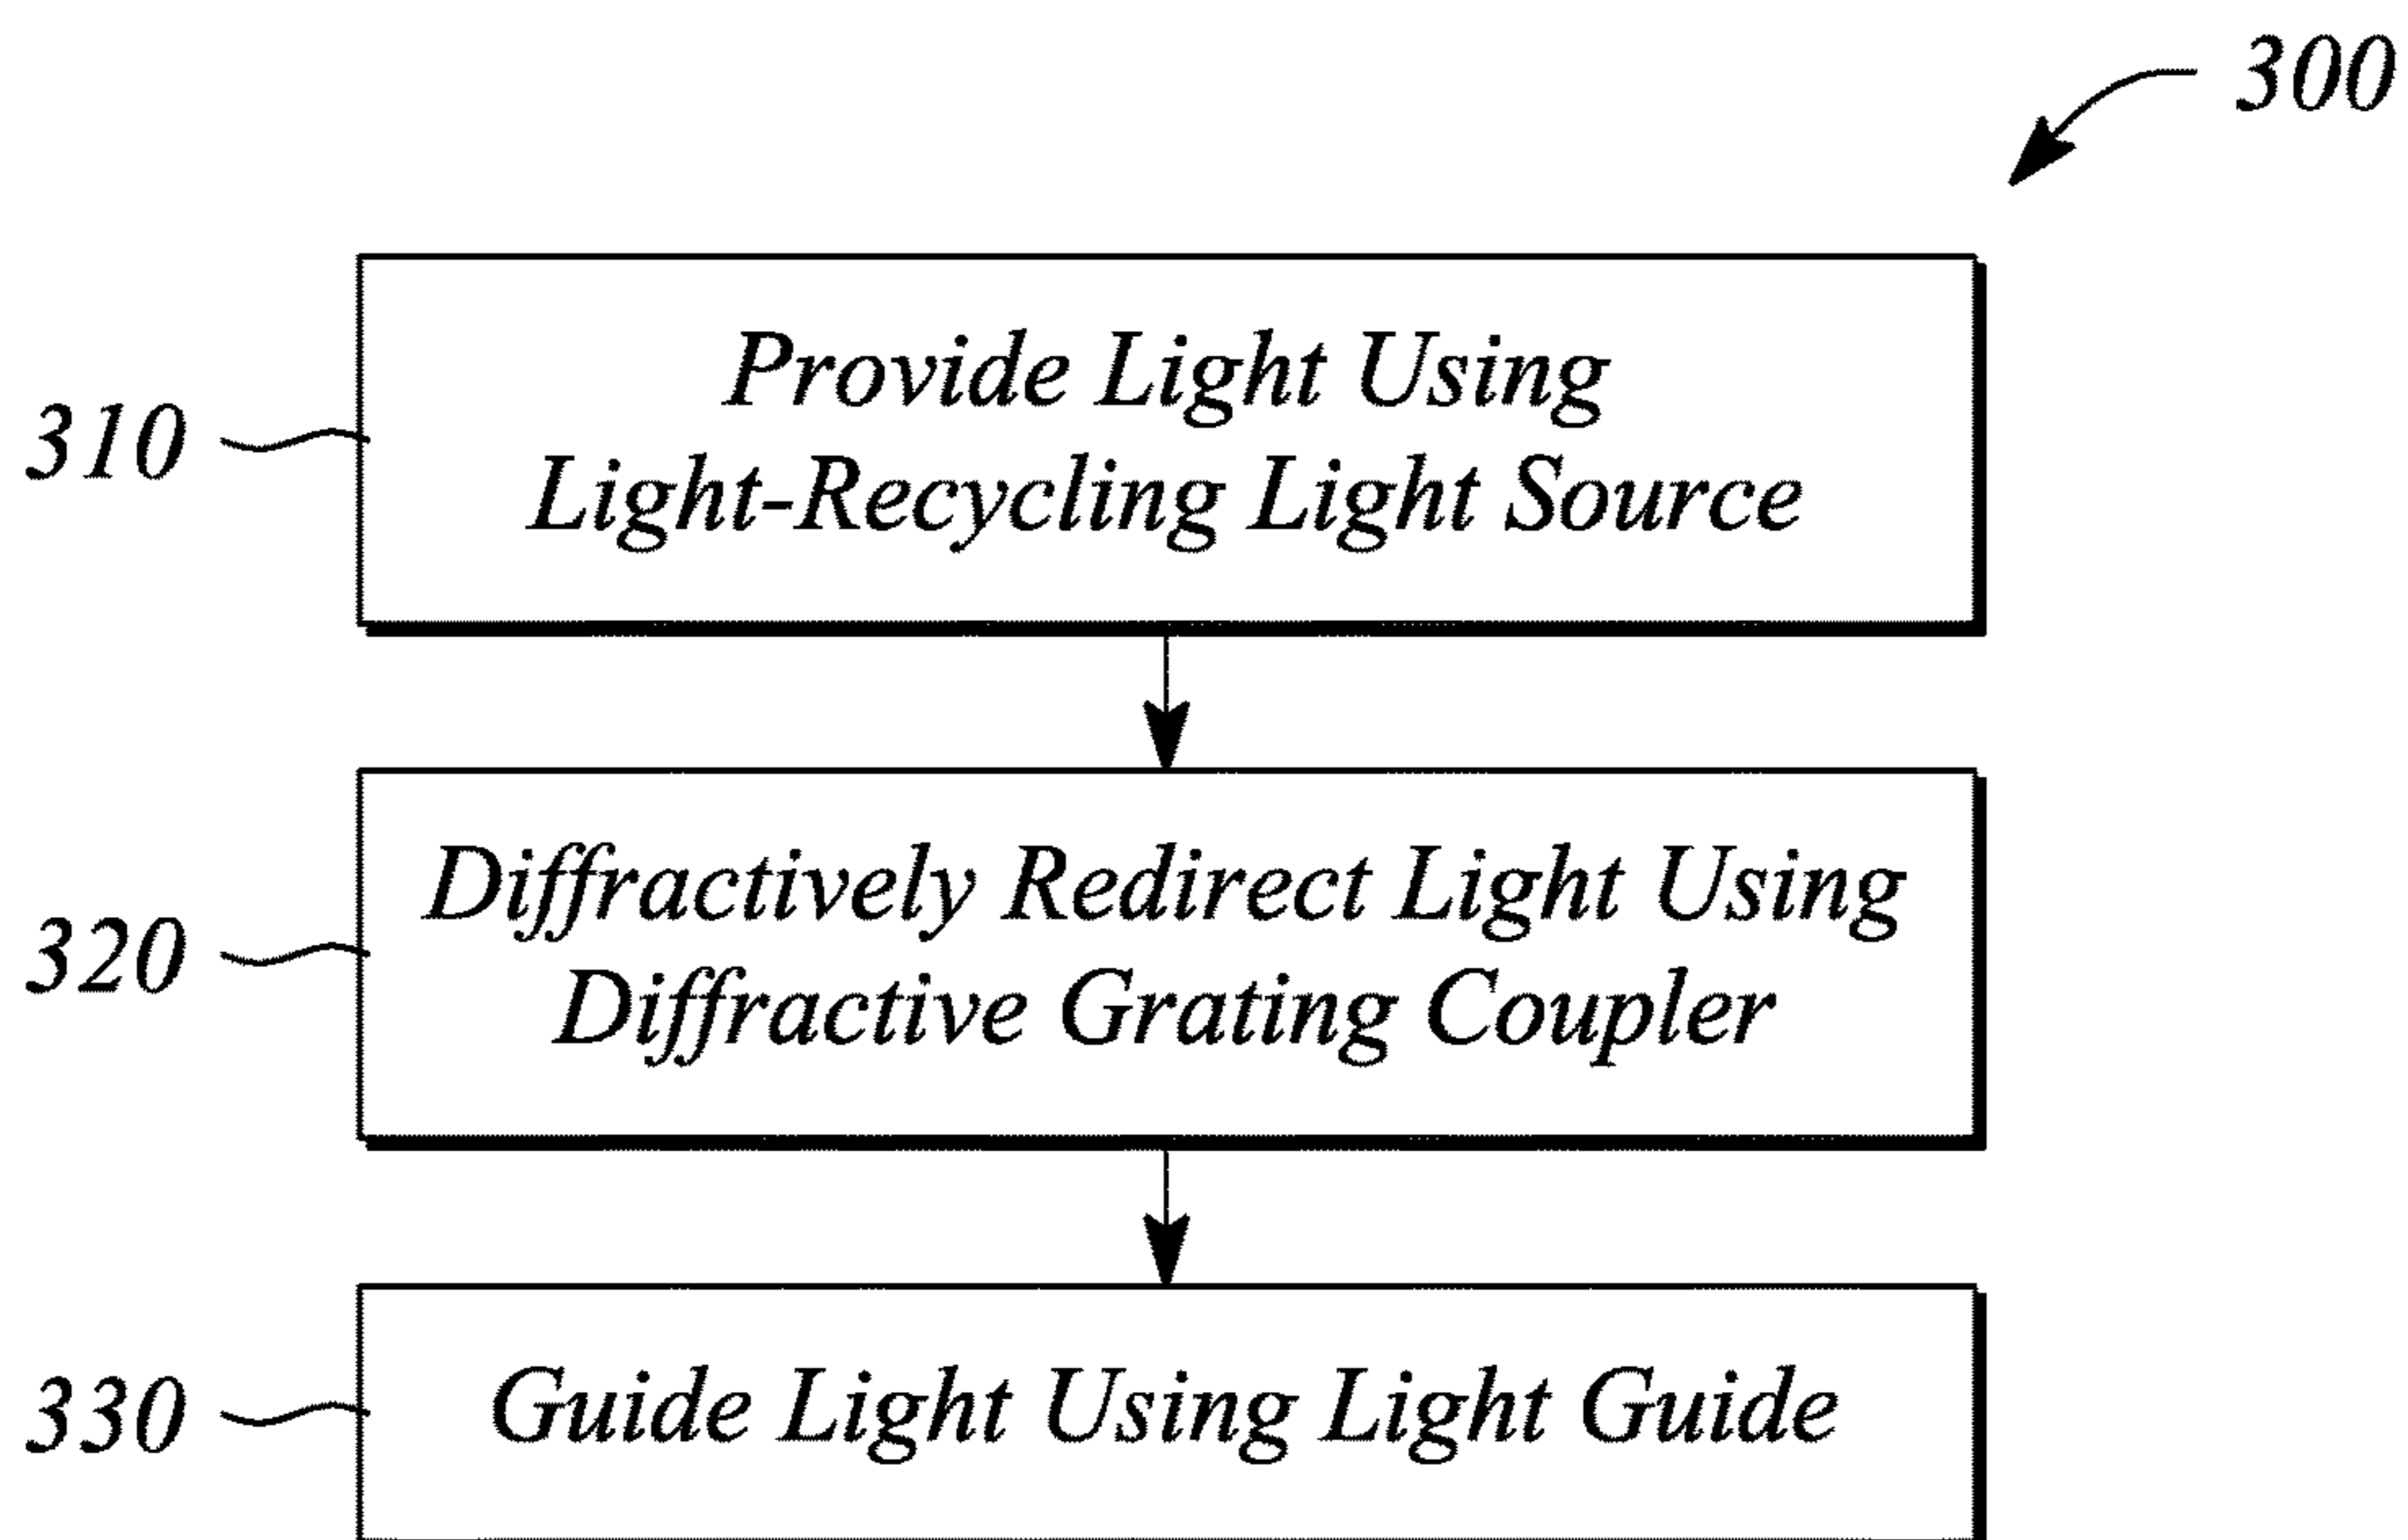 300
310
Provide Light Using
Light-Recycling Light Source
320
Diffractively Redirect Light Using
Diffractive Grating Coupler
330
Guide Light Using Light Guide